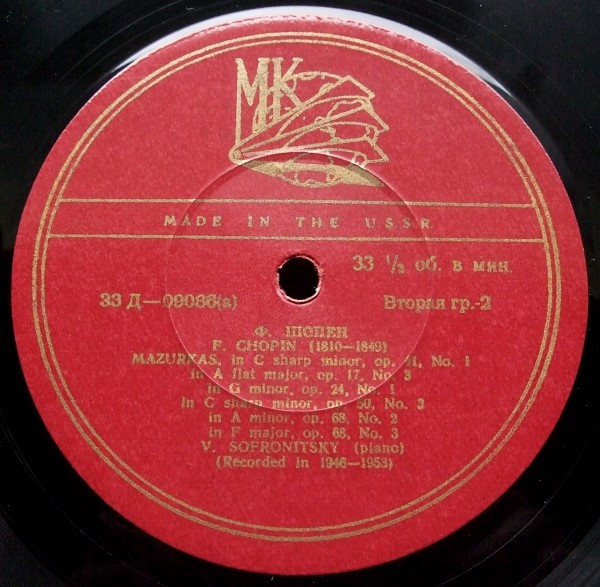 МК
MADE IN THE U.S.S.R.
33 ⅓ об. в мин.
33 Д—09086(а) Вторая гр.-2
Ф. ШОПЕН
F. CHOPIN (1810—1849)
MAZURKAS, in C sharp minor, op. 41, No. 1
in A flat major, op. 17, No. 3
in G minor, op. 24, No. 1
in C sharp minor, op. 50, No. 3
in A minor, op. 68, No. 2
in F major, op. 68, No. 3
V. SOFRONITSKY (piano)
(Recorded in 1946—1953)